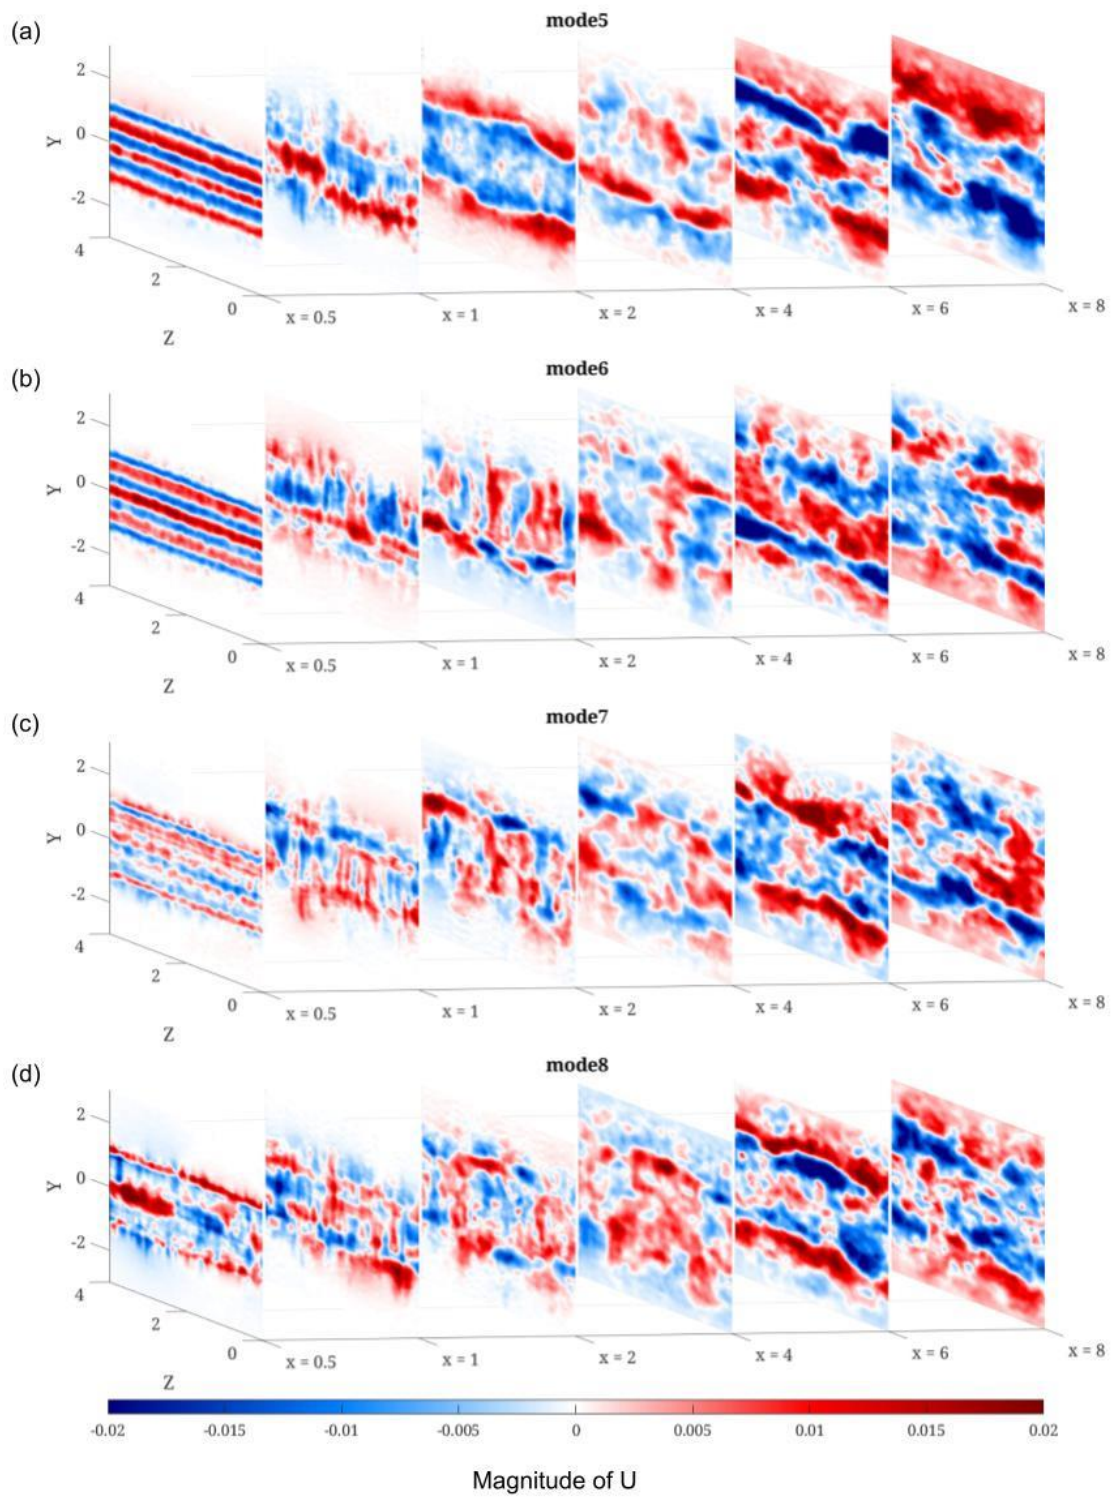 (a)
mode5
2
0
Y
-2
4
2
0
Z
x = 0.5
x = 1
x = 2
x = 4
x = 6
x = 8
(b)
mode6
2
0
Y
-2
4
2
0
Z
x = 0.5
x = 1
x = 2
x = 4
x = 6
x = 8
(c)
mode7
2
0
Y
-2
4
2
0
Z
x = 0.5
x = 1
x = 2
x = 4
x = 6
x = 8
(d)
mode8
2
0
Y
-2
4
2
0
Z
x = 0.5
x = 1
x = 2
x = 4
x = 6
x = 8
-0.02 -0.015 -0.01 -0.005 0 0.005 0.01 0.015 0.02
Magnitude of U